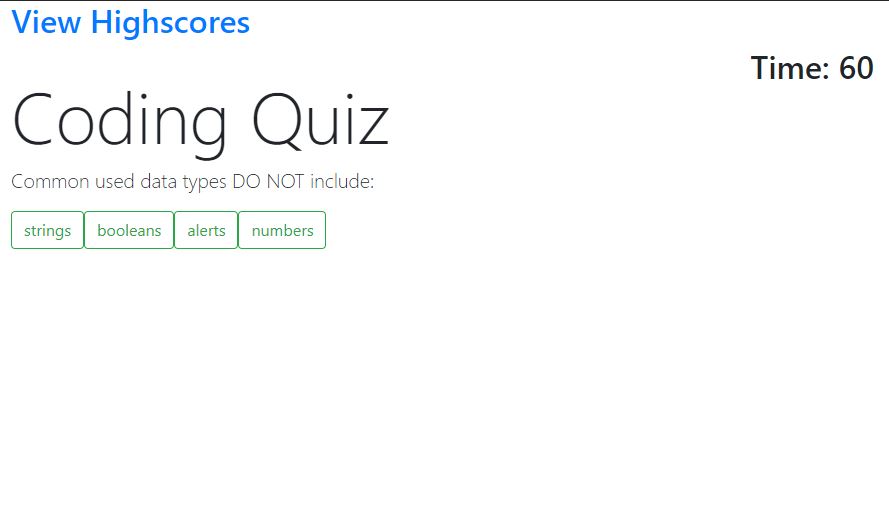 View Highscores
Time: 60
Coding Quiz
Common used data types DO NOT include:
strings booleans alerts numbers